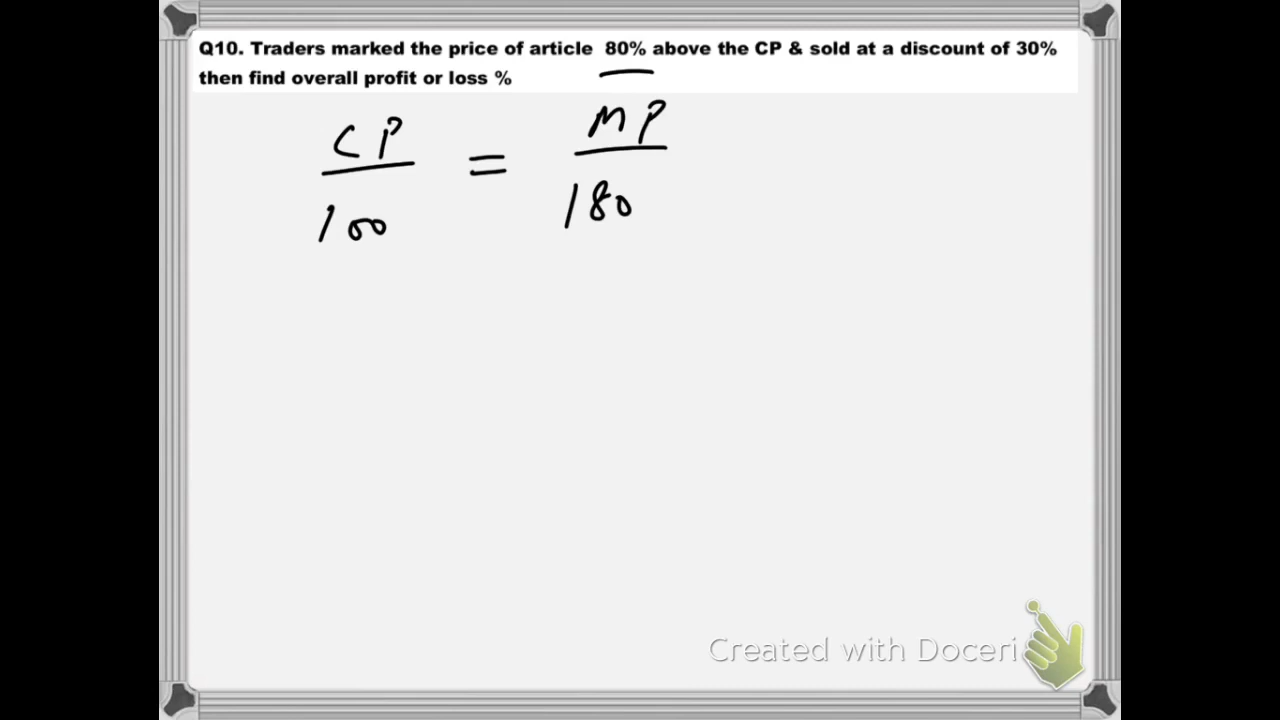 Q10. Traders marked the price of article 80% above the CP & sold at a discount of 30%
then find overall profit or loss %
CP = MP
100 180
Created with Doceri